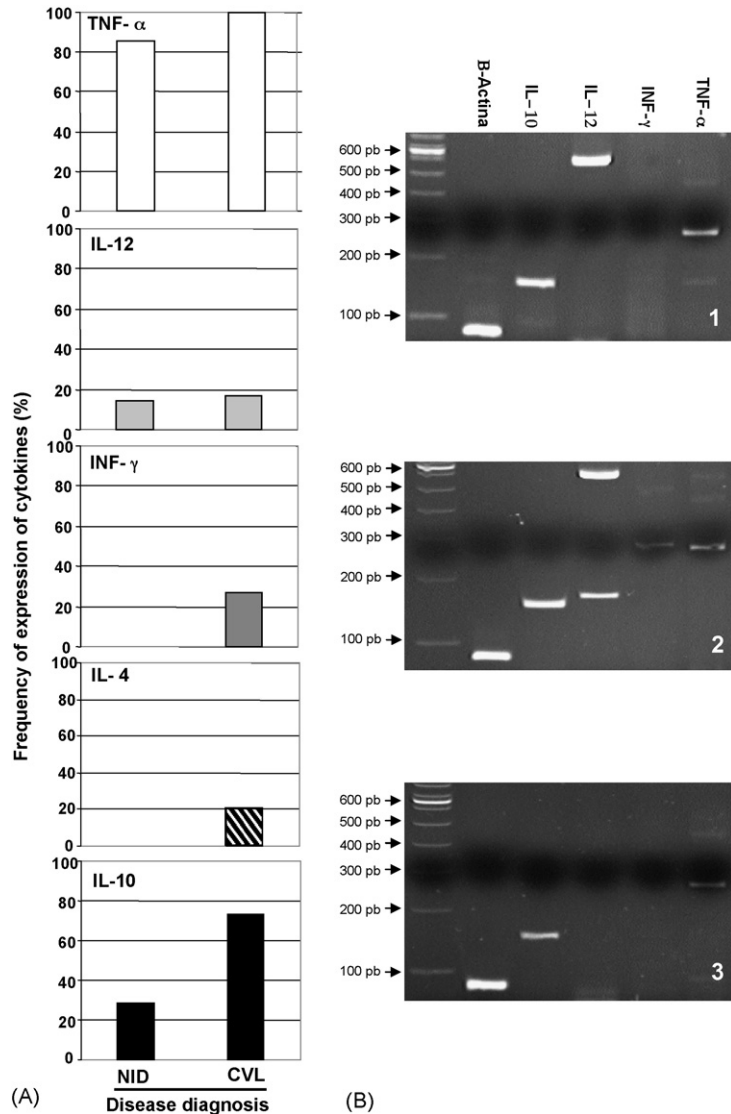 Frequency of expression of cytokines (%)
TNF- α
100
80
60
40
20
0
IL-12
100
80
60
40
20
0
INF- γ
100
80
60
40
20
0
IL- 4
100
80
60
40
20
0
IL-10
100
80
60
40
20
0
NID CVL
Disease diagnosis
(A)
B-Actina
IL-10
IL-12
INF-γ
TNF-α
600 pb
500 pb
400 pb
300 pb
200 pb
100 pb
1
600 pb
500 pb
400 pb
300 pb
200 pb
100 pb
2
600 pb
500 pb
400 pb
300 pb
200 pb
100 pb
3
(B)